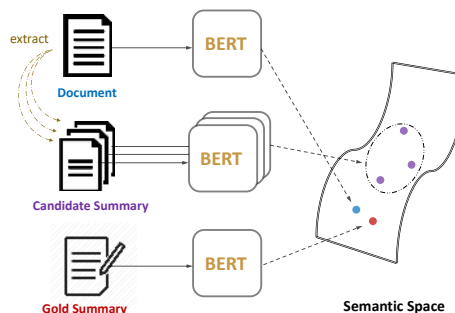 extract
BERT
Document
BERT
Candidate Summary
BERT
Gold Summary
Semantic Space